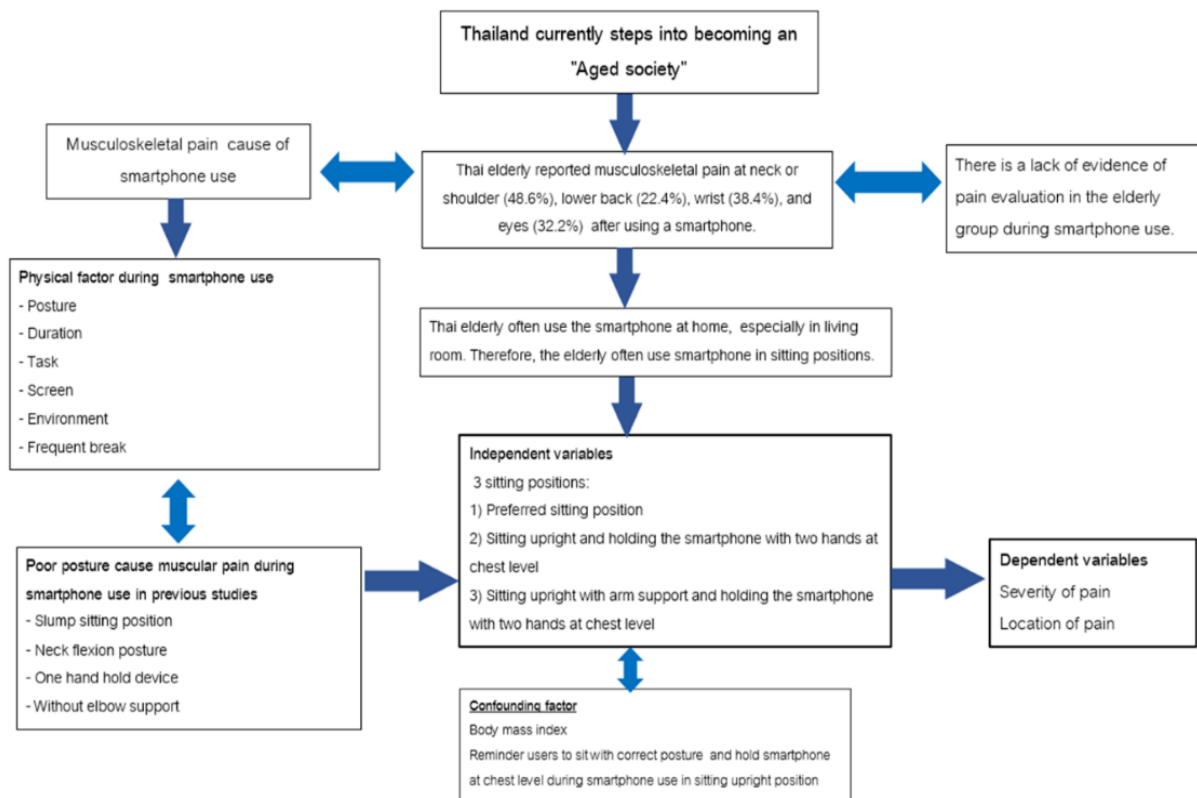 Thailand currently steps into becoming an
"Aged society"
Musculoskeletal pain cause of
smartphone use
Thai elderly reported musculoskeletal pain at neck or
shoulder (48.6%), lower back (22.4%), wrist (38.4%), and
eyes (32.2%) after using a smartphone.
There is a lack of evidence of
pain evaluation in the elderly
group during smartphone use.
Physical factor during smartphone use
- Posture
- Duration
- Task
- Screen
- Environment
- Frequent break
Thai elderly often use the smartphone at home, especially in living
room. Therefore, the elderly often use smartphone in sitting positions.
Independent variables
3 sitting positions:
1) Preferred sitting position
2) Sitting upright and holding the smartphone with two hands at
chest level
3) Sitting upright with arm support and holding the smartphone
with two hands at chest level
Poor posture cause muscular pain during
smartphone use in previous studies
- Slump sitting position
- Neck flexion posture
- One hand hold device
- Without elbow support
Dependent variables
Severity of pain
Location of pain
Confounding factor
Body mass index
Reminder users to sit with correct posture and hold smartphone
at chest level during smartphone use in sitting upright position